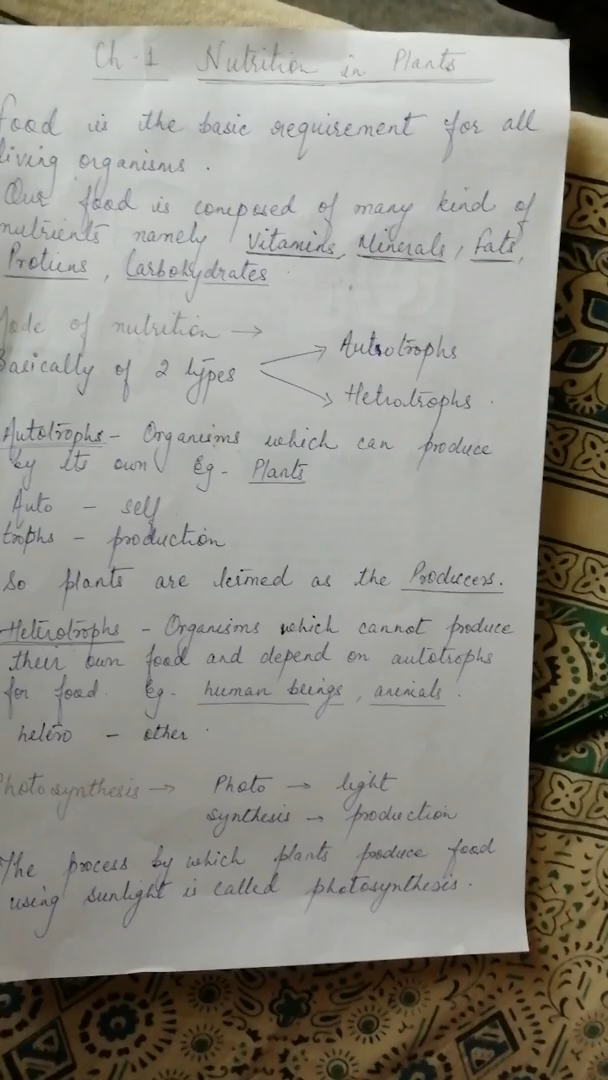 Ch-1 Nutrition in Plants
Food is the basic requirement for all
living organisms.
Our food is composed of many kind of
nutrients namely Vitamins, Minerals, Fats,
Protiens, Carbohydrates
Mode of nutrition →
Basically of 2 types
Autrotrophs
Hetrotrophs.
Autotrophs - Organisms which can produce
by its own Eg- Plants
Auto - self
trophs - production
So plants are termed as the Producers.
Heterotrophs - Organisms which cannot produce
their own food and depend on autotrophs
for food. Eg- human beings, animals.
hetero - other.
Photosynthesis → Photo → light
synthesis → production
The process by which plants produce food
using sunlight is called photosynthesis.